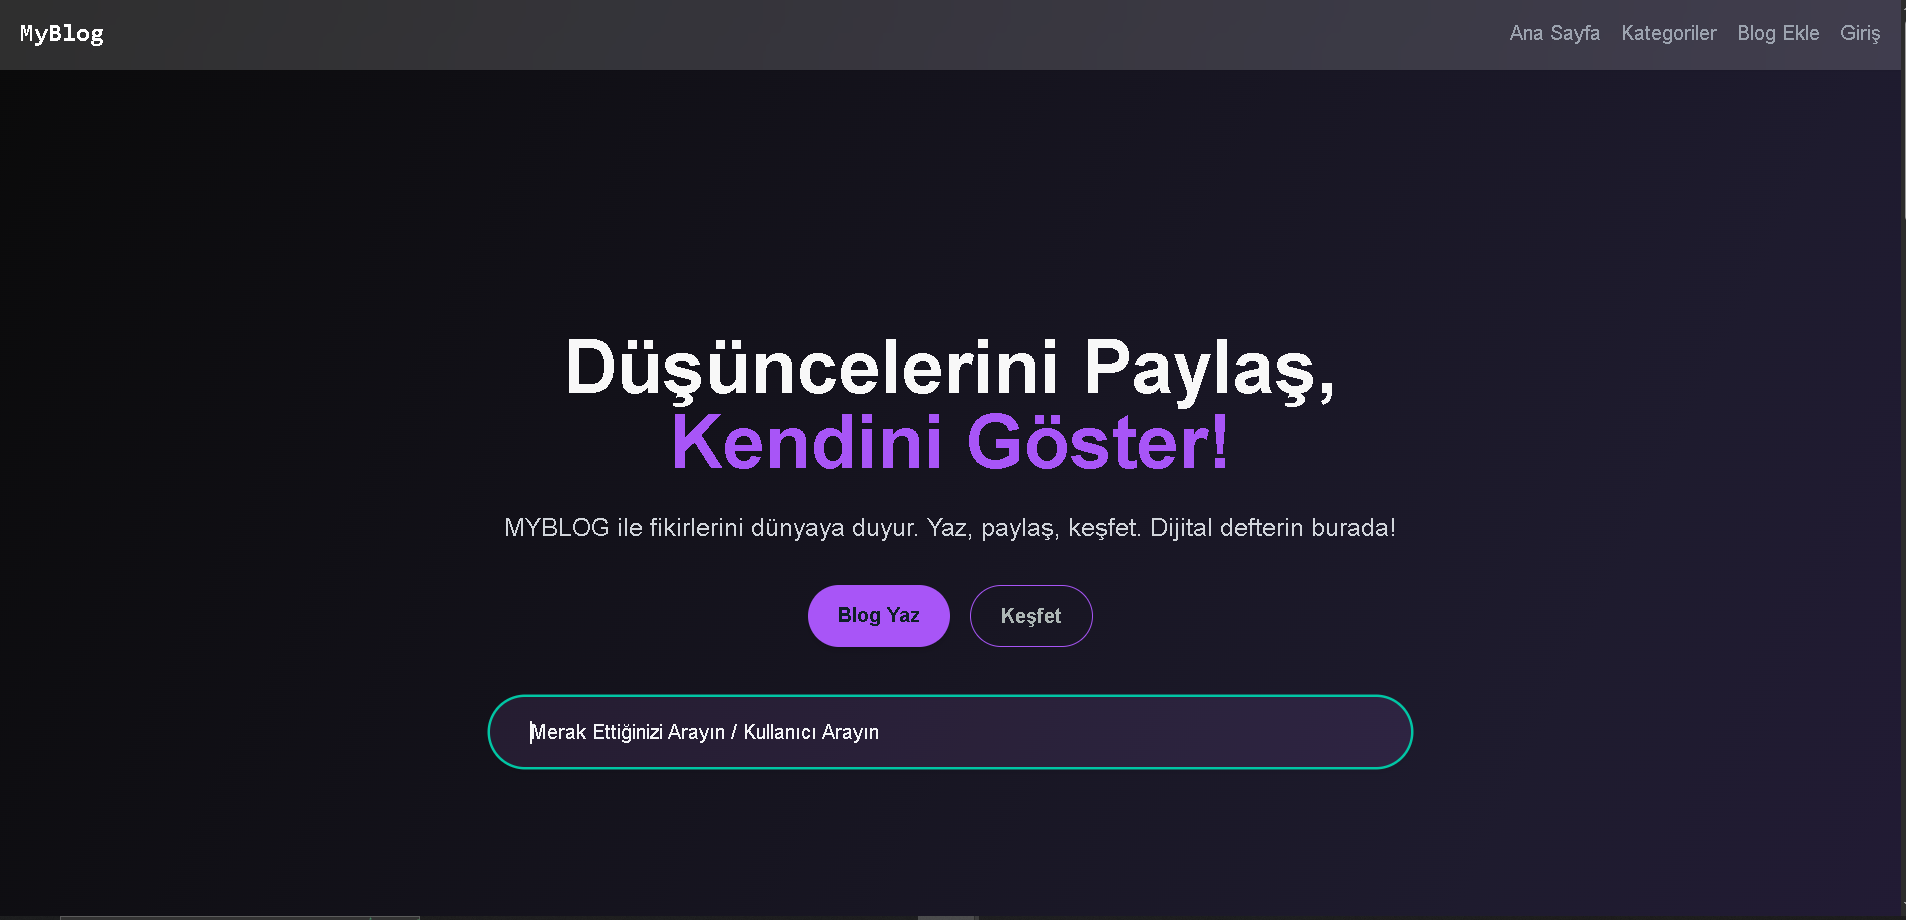 MyBlog
Ana Sayfa Kategoriler Blog Ekle Giriş
Düşüncelerini Paylaş,
Kendini Göster!
MYBLOG ile fikirlerini dünyaya duyur. Yaz, paylaş, keşfet. Dijital defterin burada!
Blog Yaz Keşfet
Merak Ettiğinizi Arayın / Kullanıcı Arayın